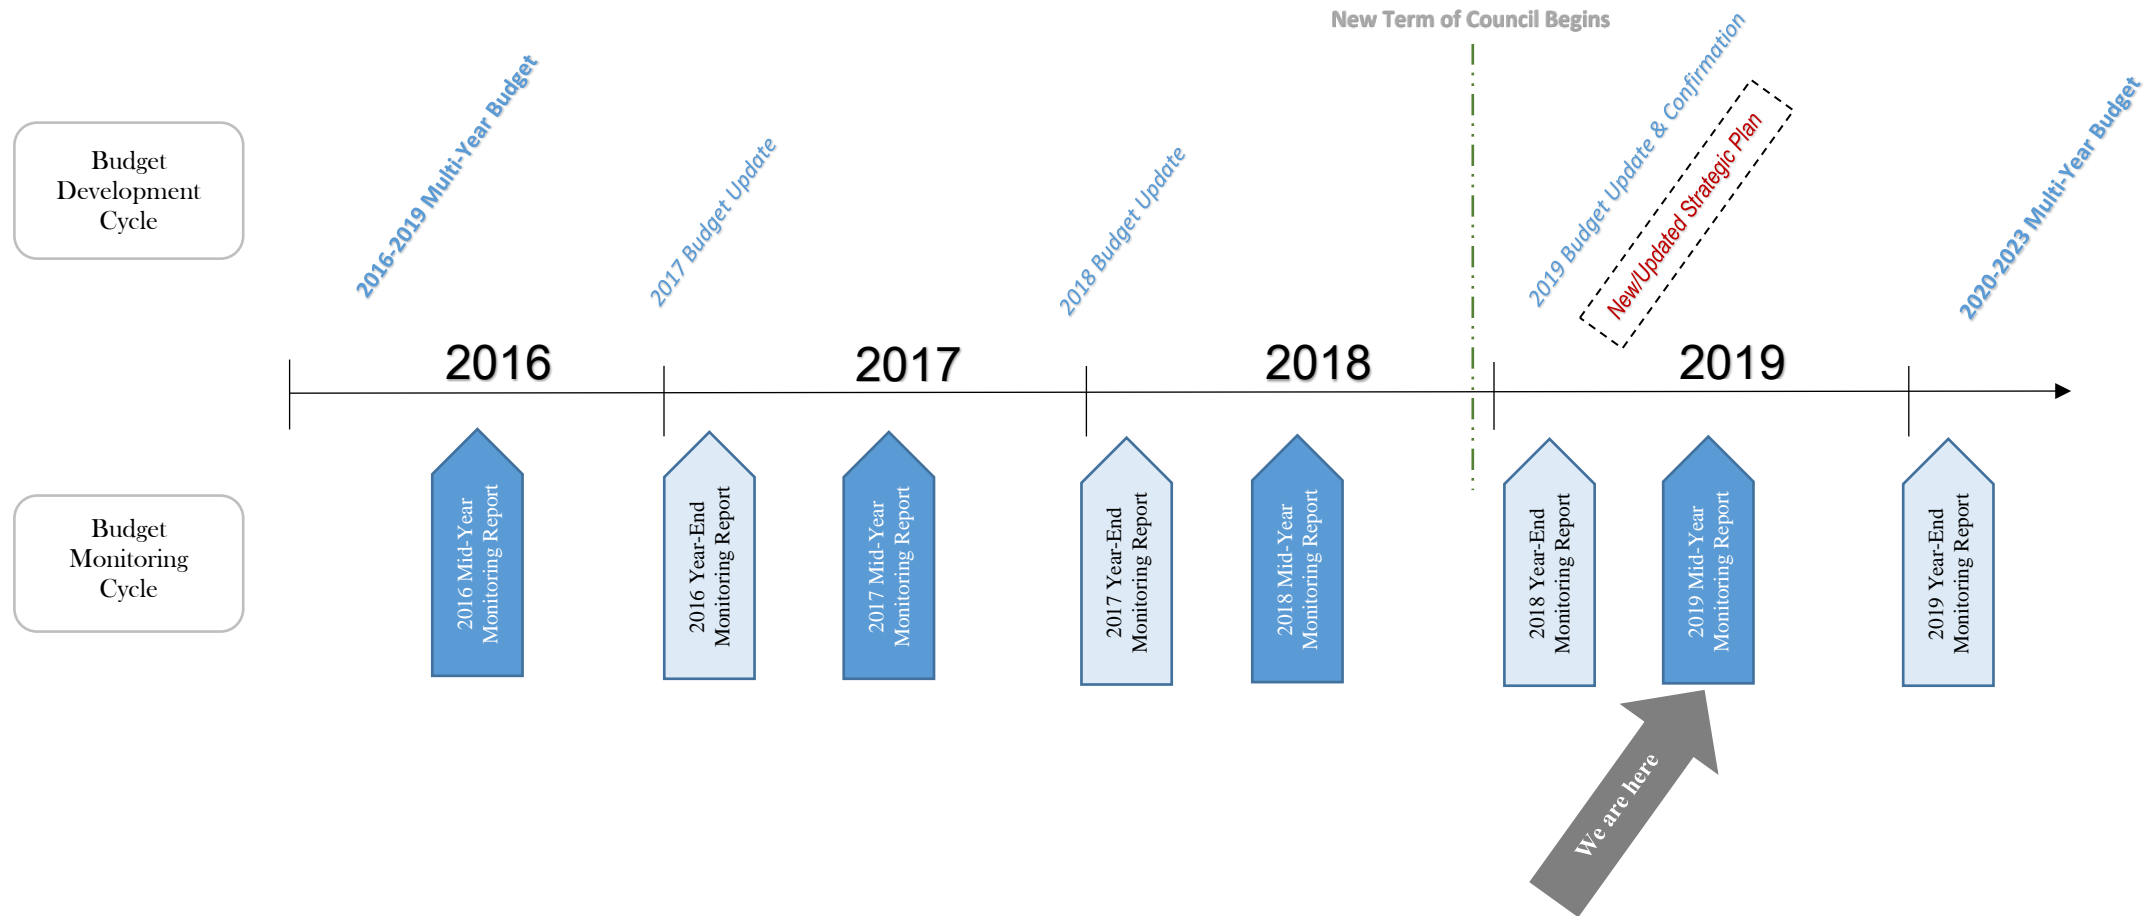 New Term of Council Begins
Budget
Development
Cycle
2016-2019 Multi-Year Budget
2017 Budget Update
2018 Budget Update
2019 Budget Update & Confirmation
New/Updated Strategic Plan
2020-2023 Multi-Year Budget
2016
2017
2018
2019
Budget
Monitoring
Cycle
2016 Mid-Year
Monitoring Report
2016 Year-End
Monitoring Report
2017 Mid-Year
Monitoring Report
2017 Year-End
Monitoring Report
2018 Mid-Year
Monitoring Report
2018 Year-End
Monitoring Report
2019 Mid-Year
Monitoring Report
2019 Year-End
Monitoring Report
We are here